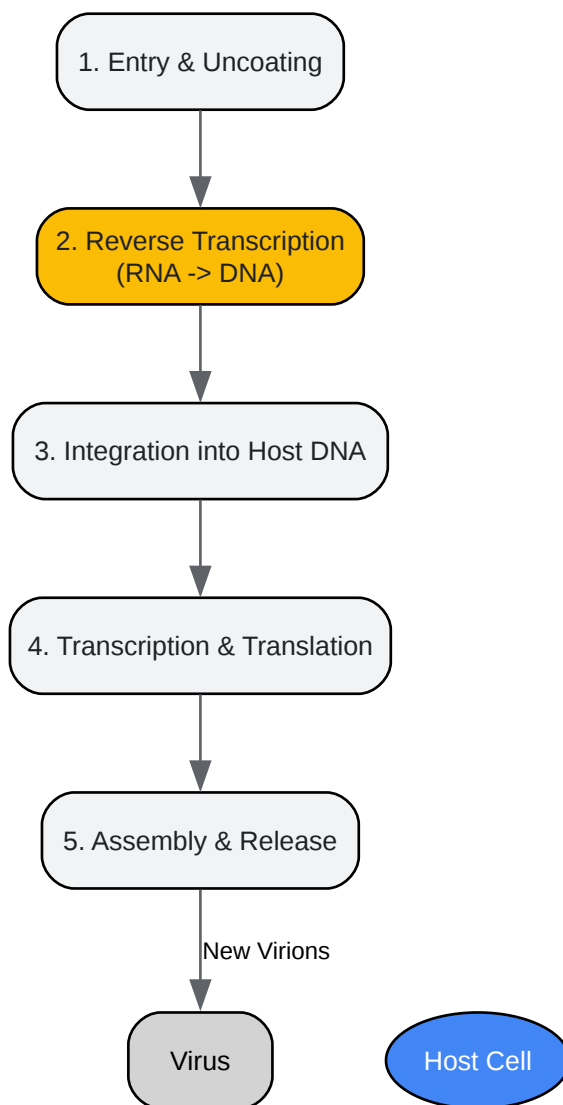 1. Entry & Uncoating
2. Reverse Transcription
(RNA -> DNA)
3. Integration into Host DNA
4. Transcription & Translation
5. Assembly & Release
New Virions
Virus
Host Cell